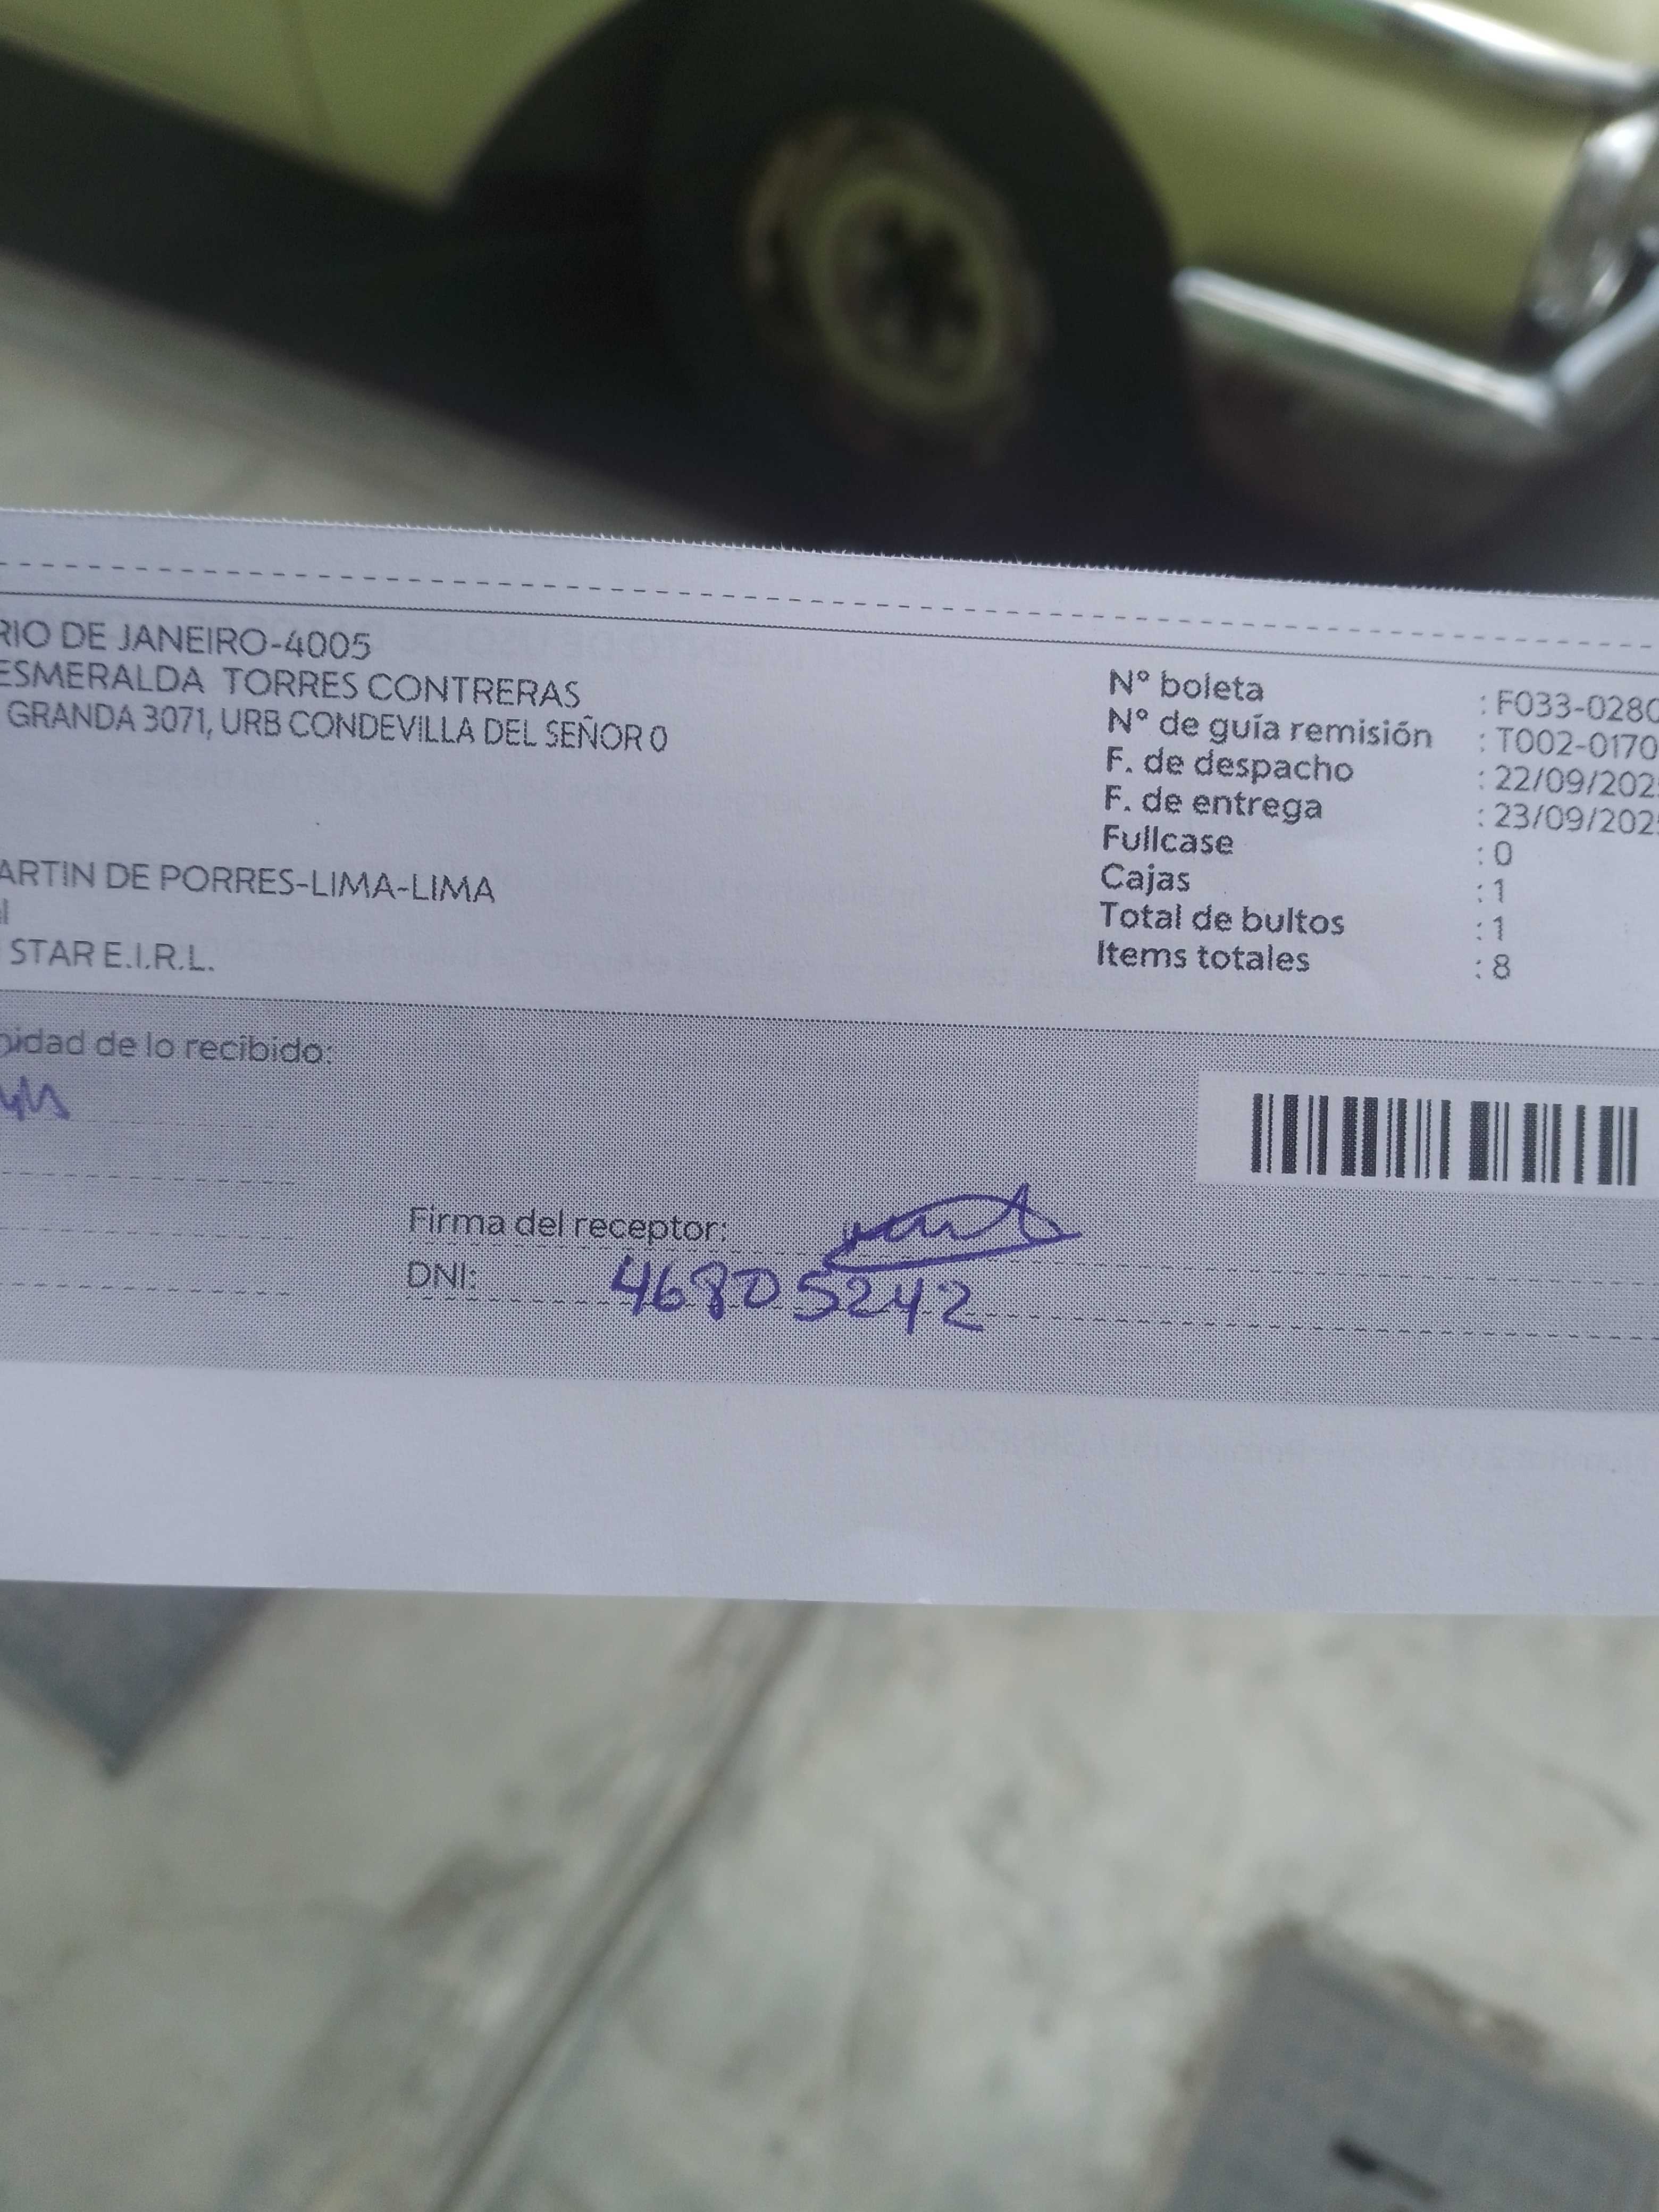 RIO DE JANEIRO-4005
ESMERALDA TORRES CONTRERAS
GRANDA 3071, URB CONDEVILLA DEL SEÑOR 0
ARTIN DE PORRES-LIMA-LIMA
STAR E.I.R.L.
Nº boleta : F033-0280
Nº de guía remisión : T002-0170
F. de despacho : 22/09/202
F. de entrega : 23/09/202
Fullcase : 0
Cajas : 1
Total de bultos : 1
Items totales : 8
idad de lo recibido:
Firma del receptor:
DNI: 46805242